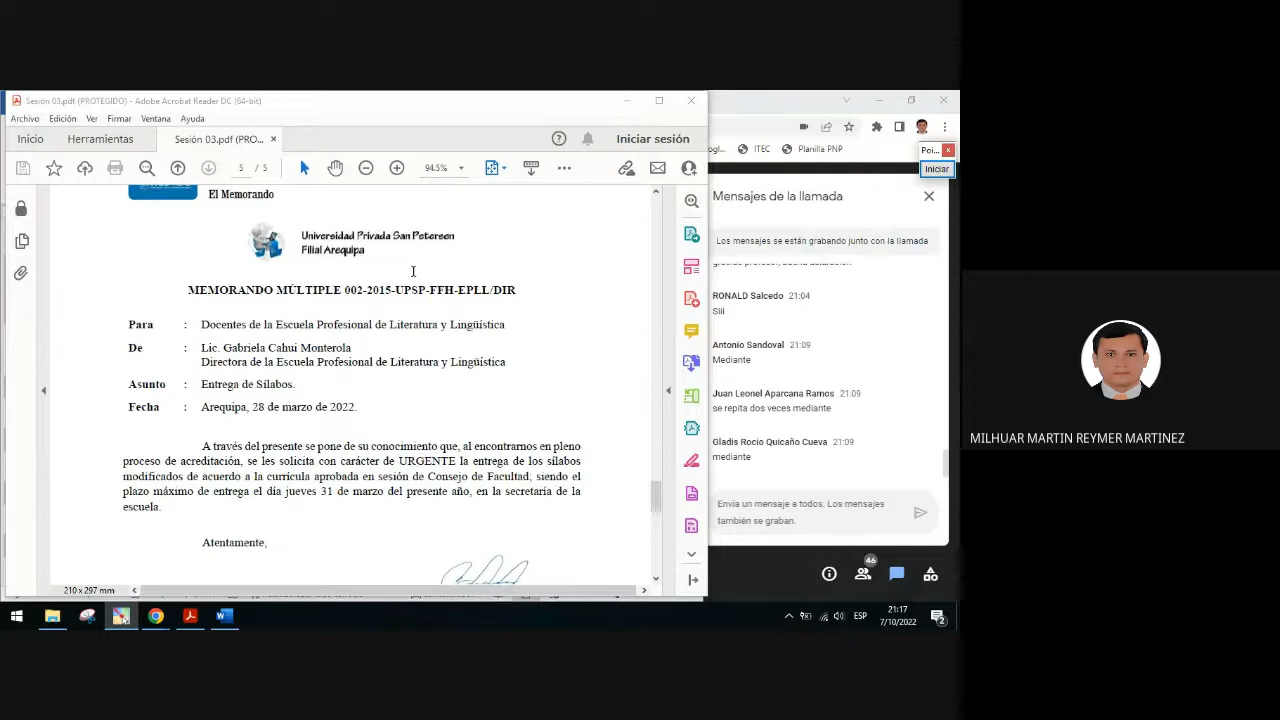 Sesión 03.pdf (PROTEGIDO) - Adobe Acrobat Reader DC (64-bit)
Archivo Edición Ver Firmar Ventana Ayuda
Inicio Herramientas Sesión 03.pdf (PRO... × Iniciar sesión
5 / 5 94.5%
El Memorando
Universidad Privada San Petersen
Filial Arequipa
MEMORANDO MÚLTIPLE 002-2015-UPSP-FFH-EPLL/DIR
Para : Docentes de la Escuela Profesional de Literatura y Lingüística
De : Lic. Gabriela Cahui Monterola
Directora de la Escuela Profesional de Literatura y Lingüística
Asunto : Entrega de Sílabos.
Fecha : Arequipa, 28 de marzo de 2022.
A través del presente se pone de su conocimiento que, al encontrarnos en pleno
proceso de acreditación, se les solicita con carácter de URGENTE la entrega de los sílabos
modificados de acuerdo a la currícula aprobada en sesión de Consejo de Facultad, siendo el
plazo máximo de entrega el día jueves 31 de marzo del presente año, en la secretaría de la
escuela.
Atentamente,
210 x 297 mm
ITEC Planilla PNP
Poi...
Iniciar
Mensajes de la llamada
Los mensajes se están grabando junto con la llamada
RONALD Salcedo 21:04
Siii
Antonio Sandoval 21:09
Mediante
Juan Leonel Aparcana Ramos 21:09
se repita dos veces mediante
Gladis Rocio Quicaño Cueva 21:09
mediante
Envía un mensaje a todos. Los mensajes
también se graban.
46
MILHUAR MARTIN REYMER MARTINEZ
ESP
21:17
7/10/2022
2